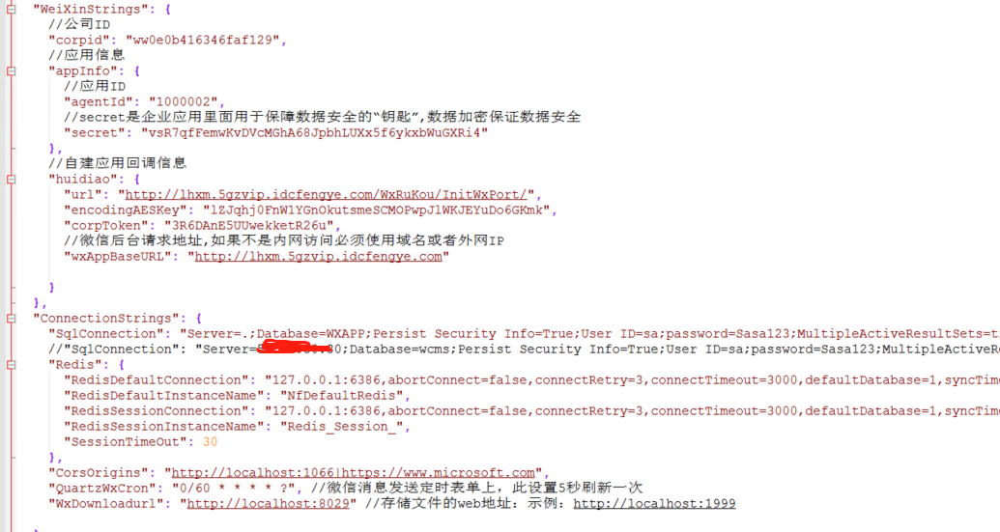 "WeiXinStrings": {
//公司ID
"corpid": "ww0e0b416346faf129",
//应用信息
"appInfo": {
//应用ID
"agentId": "1000002",
//secret是企业应用里面用于保障数据安全的“钥匙”,数据加密保证数据安全
"secret": "vsR7qfFemwKvDVcMGhA68JpbhLUXx5f6ykxbWuGXRi4"
},
//自建应用回调信息
"huidiao": {
"url": "http://lhxm.5gzvip.idcfengye.com/WxRuKou/InitWxPort/",
"encodingAESKey": "lZJqhj0FnWlYGnOkutsmeSCMOPwpJlWKJEYuDo6GKmk",
"corpToken": "3R6DAnE5UUwekketR26u",
//微信后台请求地址,如果不是内网访问必须使用域名或者外网IP
"wxAppBaseURL": "http://lhxm.5gzvip.idcfengye.com"
}
},
"ConnectionStrings": {
"SqlConnection": "Server=.;Database=WXAPP;Persist Security Info=True;User ID=sa;password=Sasa123;MultipleActiveResultSets=t
//"SqlConnection": "Server= 80;Database=wcms;Persist Security Info=True;User ID=sa;password=Sasa123;MultipleActiveRe
"Redis": {
"RedisDefaultConnection": "127.0.0.1:6386,abortConnect=false,connectRetry=3,connectTimeout=3000,defaultDatabase=1,syncTime
"RedisDefaultInstanceName": "NfDefaultRedis",
"RedisSessionConnection": "127.0.0.1:6386,abortConnect=false,connectRetry=3,connectTimeout=3000,defaultDatabase=1,syncTime
"RedisSessionInstanceName": "Redis_Session_",
"SessionTimeOut": 30
},
"CorsOrigins": "http://localhost:1066|https://www.microsoft.com",
"QuartzWxCron": "0/60 * * * * ?", //微信消息发送定时表单上，此设置5秒刷新一次
"WxDownloadurl": "http://localhost:8029" //存储文件的web地址：示例：http://localhost:1999